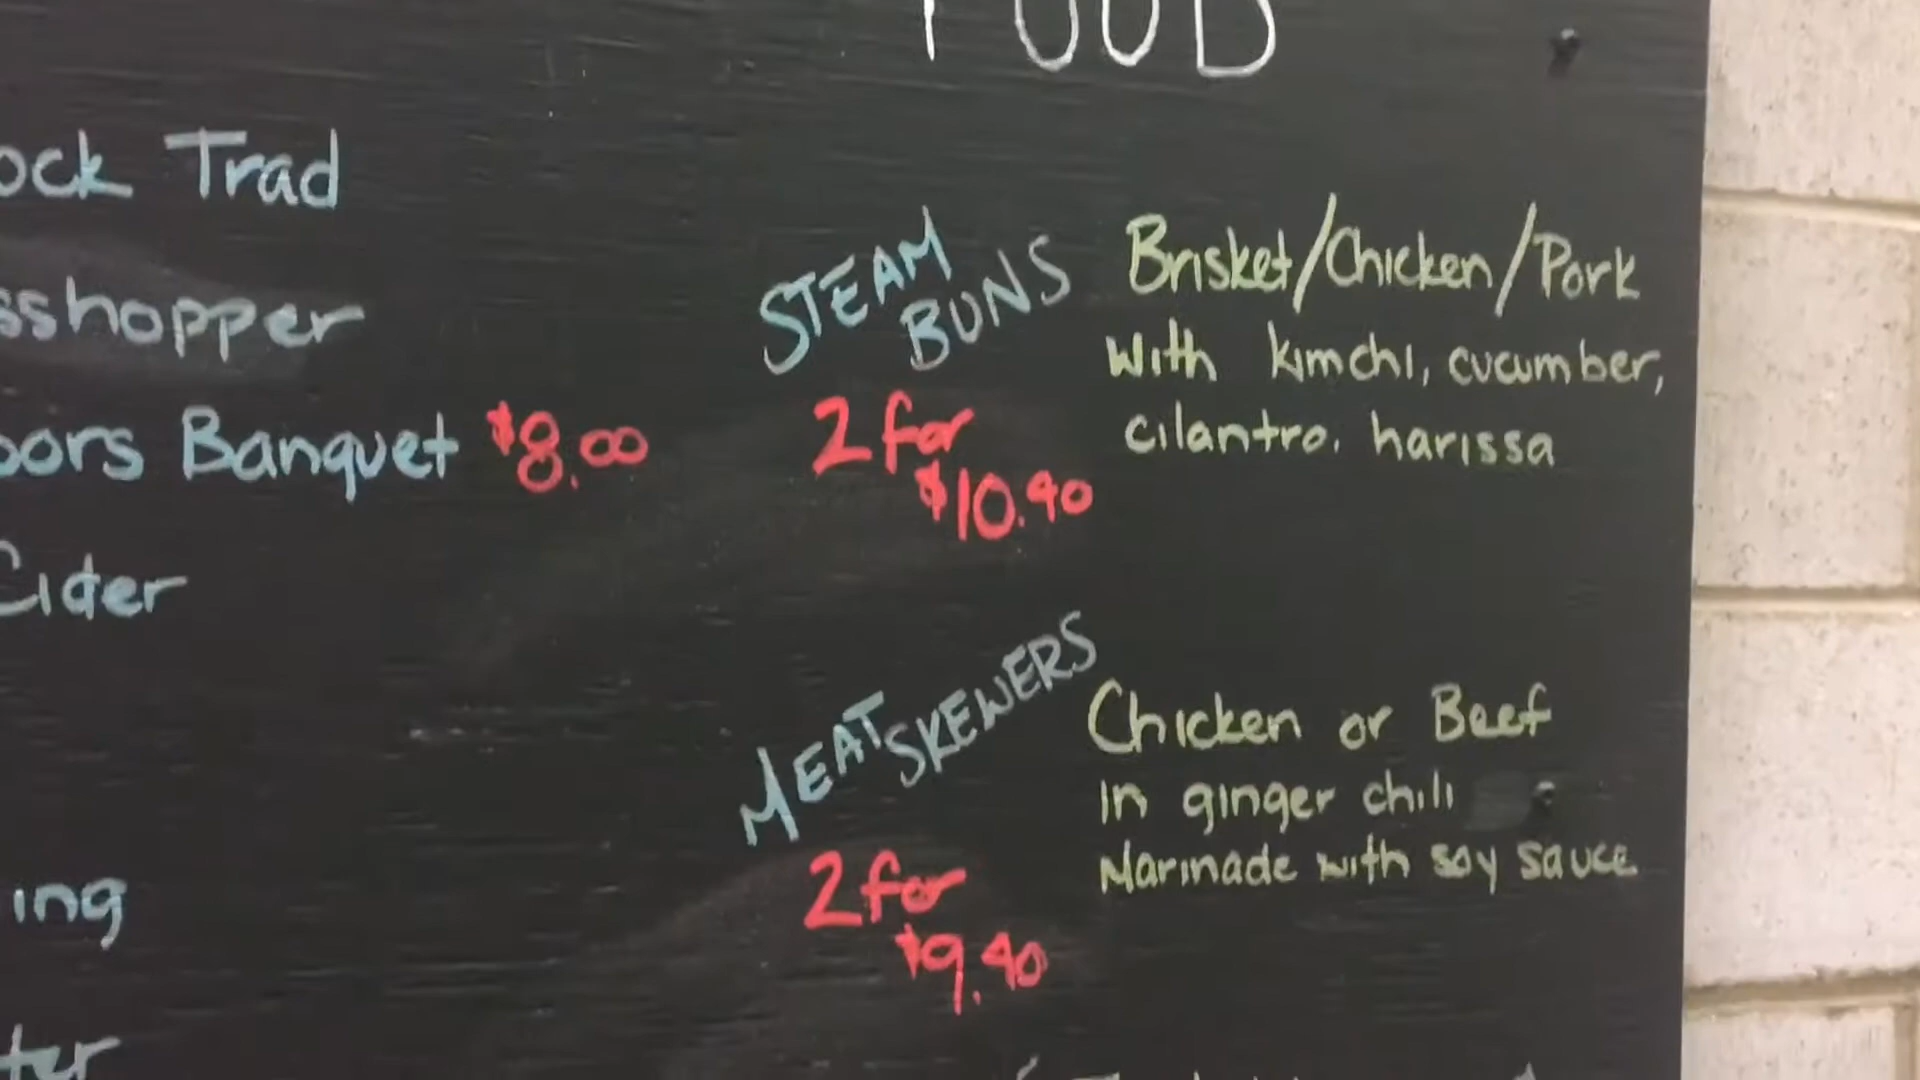 FOOD
ock Trad
sshopper
oors Banquet $8.00
Cider
ing
ter
STEAM
BUNS
2 for
$10.40
Brisket/Chicken/Pork
with kimchi, cucumber,
cilantro, harissa
MEAT
SKEWERS
2 for
$9.40
Chicken or Beef
in ginger chili
Marinade with soy sauce